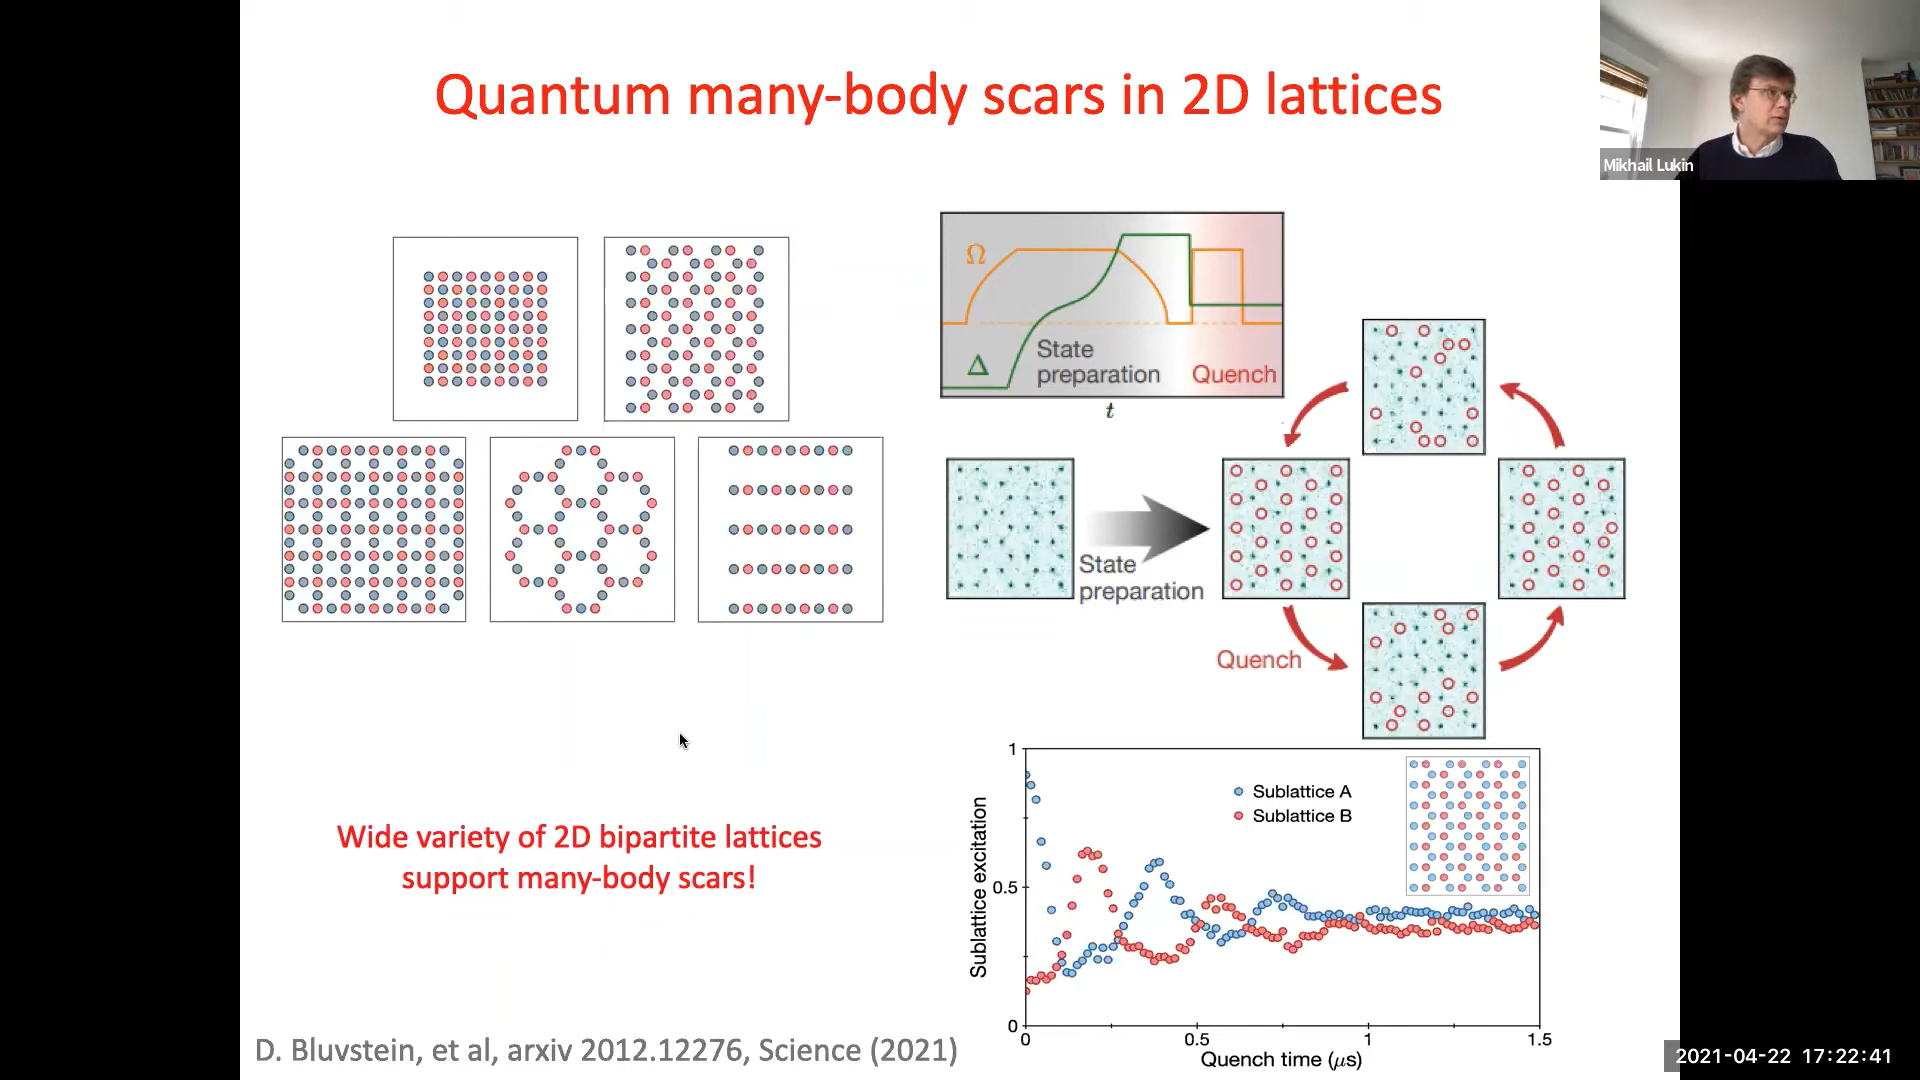 Quantum many-body scars in 2D lattices
Mikhail Lukin
Ω
Δ
State
preparation
Quench
t
State
preparation
Quench
Wide variety of 2D bipartite lattices
support many-body scars!
Sublattice excitation
1
0.5
0
Sublattice A
Sublattice B
0
0.5
1
1.5
Quench time (μs)
D. Bluvstein, et al, arxiv 2012.12276, Science (2021)
2021-04-22 17:22:41